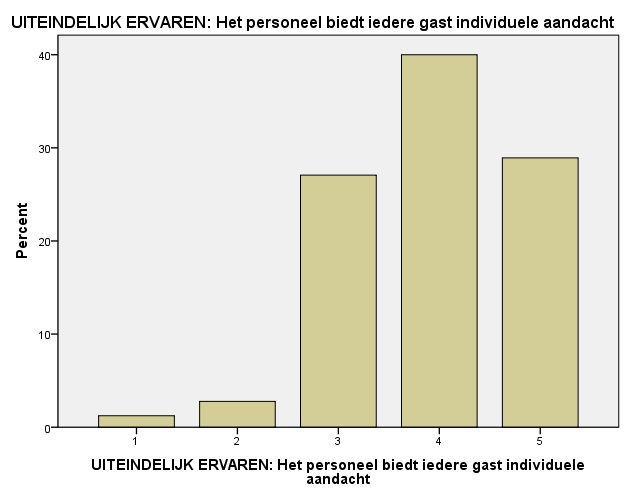 UITEINDELIJK ERVAREN: Het personeel biedt iedere gast individuele aandacht
40
30
20
10
0
Percent
1 2 3 4 5
UITEINDELIJK ERVAREN: Het personeel biedt iedere gast individuele
aandacht